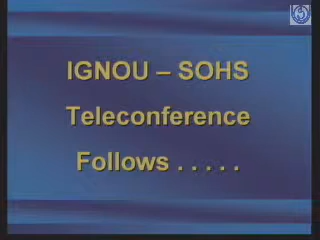 IGNOU – SOHS
Teleconference
Follows . . . . .